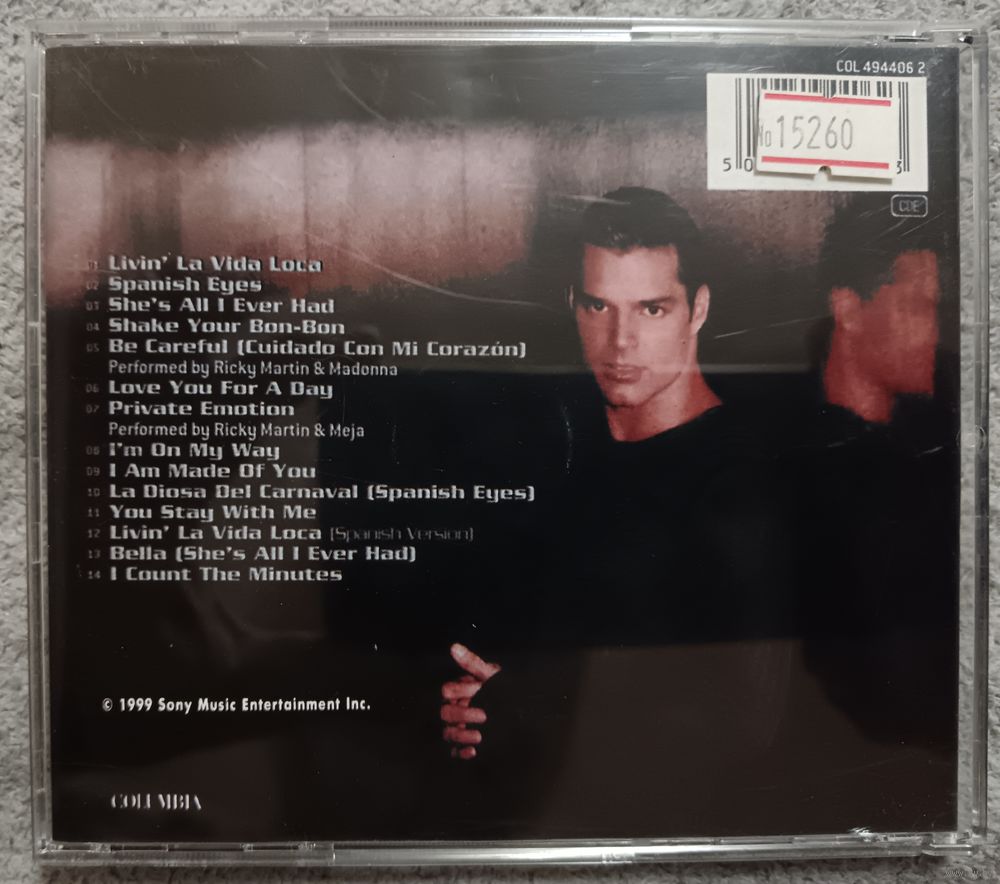 COL 494406 2
No 15260
5 0 3
CDE
01 Livin' La Vida Loca
02 Spanish Eyes
03 She's All I Ever Had
04 Shake Your Bon-Bon
05 Be Careful (Cuidado Con Mi Corazón)
Performed by Ricky Martin & Madonna
06 Love You For A Day
07 Private Emotion
Performed by Ricky Martin & Meja
08 I'm On My Way
09 I Am Made Of You
10 La Diosa Del Carnaval (Spanish Eyes)
11 You Stay With Me
12 Livin' La Vida Loca (Spanish Version)
13 Bella (She's All I Ever Had)
14 I Count The Minutes
© 1999 Sony Music Entertainment Inc.
COLUMBIA